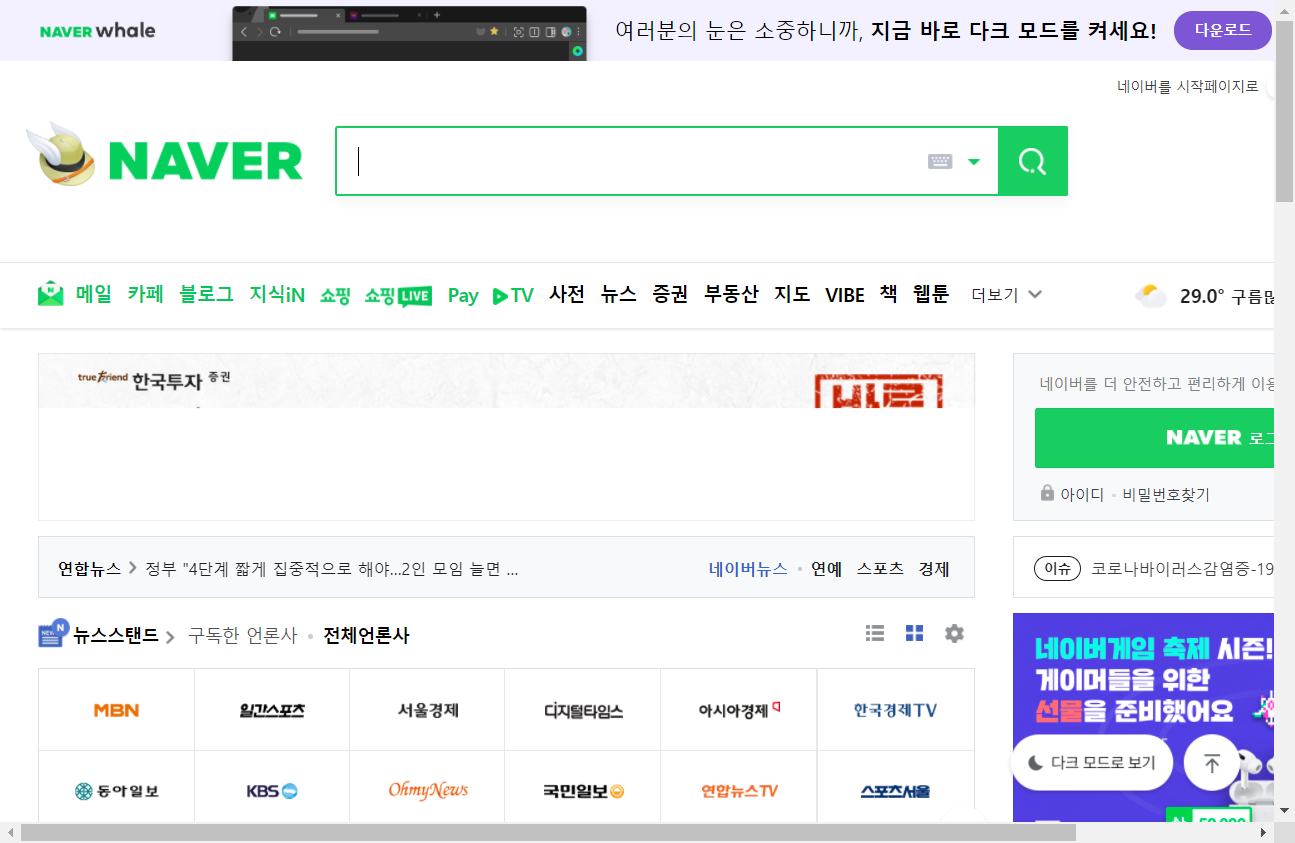 NAVER whale
여러분의 눈은 소중하니까, 지금 바로 다크 모드를 켜세요!
다운로드
네이버를 시작페이지로
NAVER
메일 카페 블로그 지식iN 쇼핑 쇼핑LIVE Pay TV 사전 뉴스 증권 부동산 지도 VIBE 책 웹툰 더보기
29.0° 구름많
true Friend 한국투자 증권
네이버를 더 안전하고 편리하게 이용
NAVER 로그
아이디 비밀번호찾기
연합뉴스 정부 "4단계 짧게 집중적으로 해야…2인 모임 늘면 …
네이버뉴스 연예 스포츠 경제
이슈 코로나바이러스감염증-19
뉴스스탠드 구독한 언론사 전체언론사
MBN 일간스포츠 서울경제 디지털타임스 아시아경제 한국경제TV
동아일보 KBS OhmyNews 국민일보 연합뉴스TV 스포츠서울
네이버게임 축제 시즌!
게이머들을 위한
선물을 준비했어요
다크 모드로 보기
N 50,000